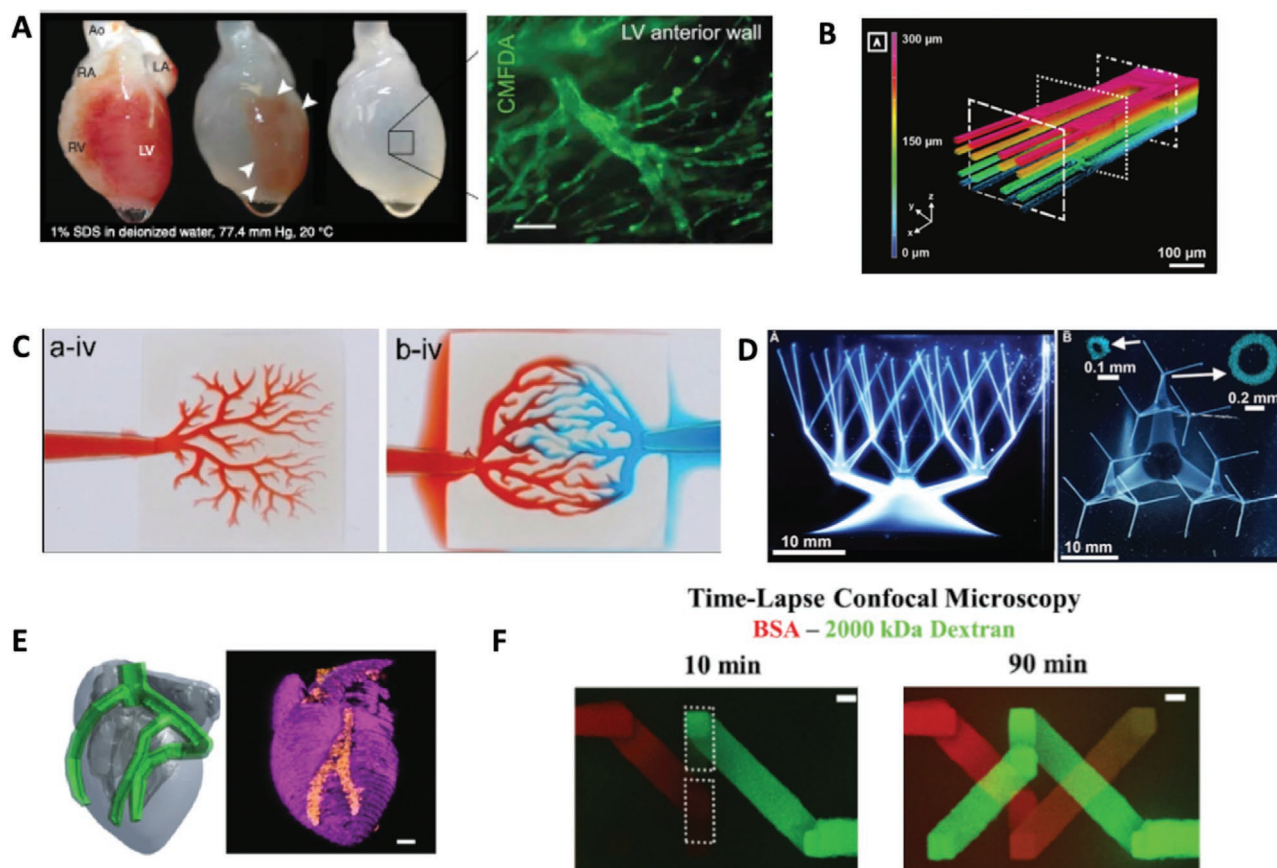 A
Ao
RA
LA
RV
LV
1% SDS in deionized water, 77.4 mm Hg, 20 °C
CMFDA
LV anterior wall
B
A
300 µm
150 µm
0 µm
z
y
x
100 µm
C
a-iv
b-iv
D
A
10 mm
B
0.1 mm
0.2 mm
10 mm
Time-Lapse Confocal Microscopy
BSA – 2000 kDa Dextran
E
F
10 min
90 min